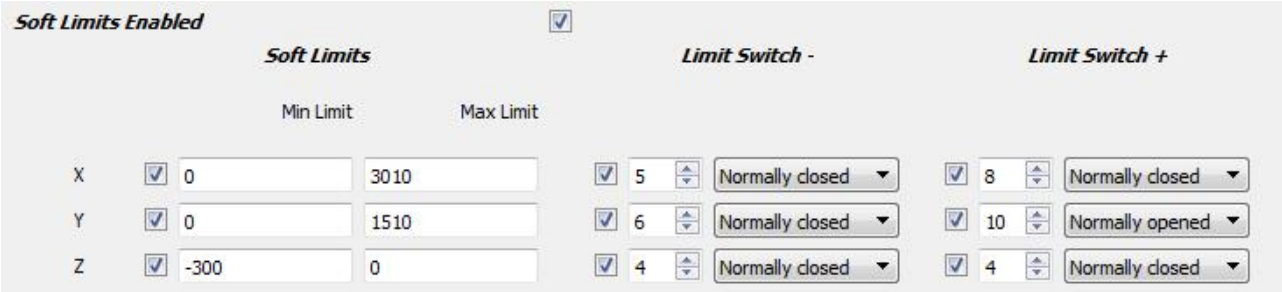 Soft Limits Enabled
Soft Limits Limit Switch - Limit Switch +
Min Limit Max Limit
X 0 3010 5 Normally closed 8 Normally closed
Y 0 1510 6 Normally closed 10 Normally opened
Z -300 0 4 Normally closed 4 Normally closed